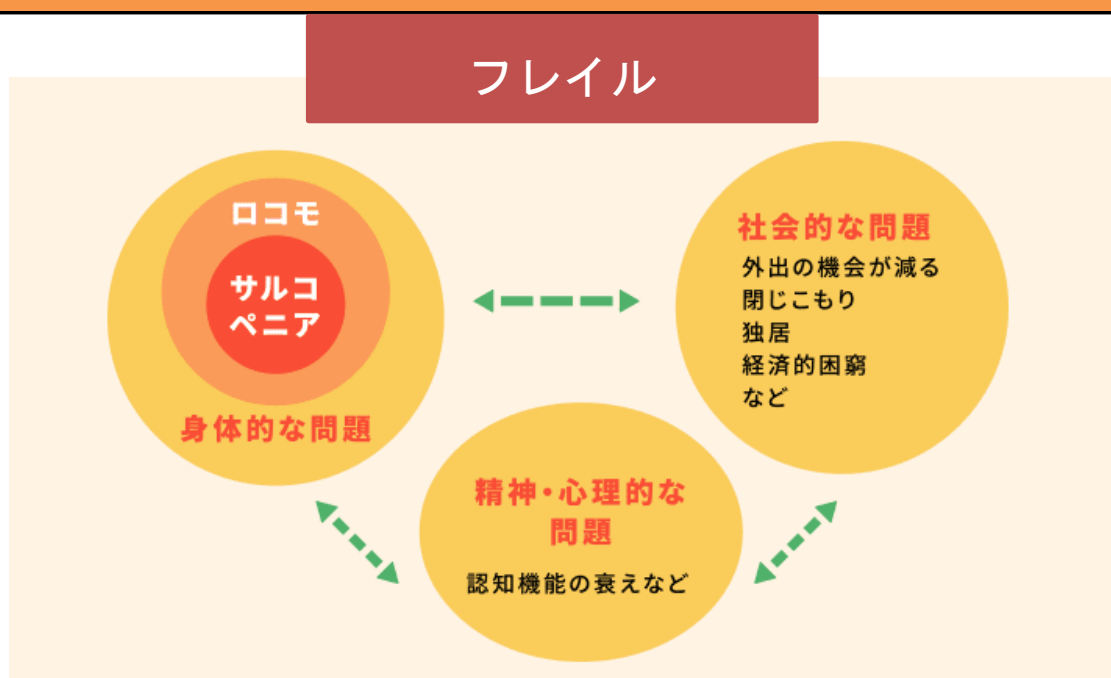 フレイル
ロコモ
サルコ
ペニア
身体的な問題
社会的な問題
外出の機会が減る
閉じこもり
独居
経済的困窮
など
精神・心理的な
問題
認知機能の衰えなど